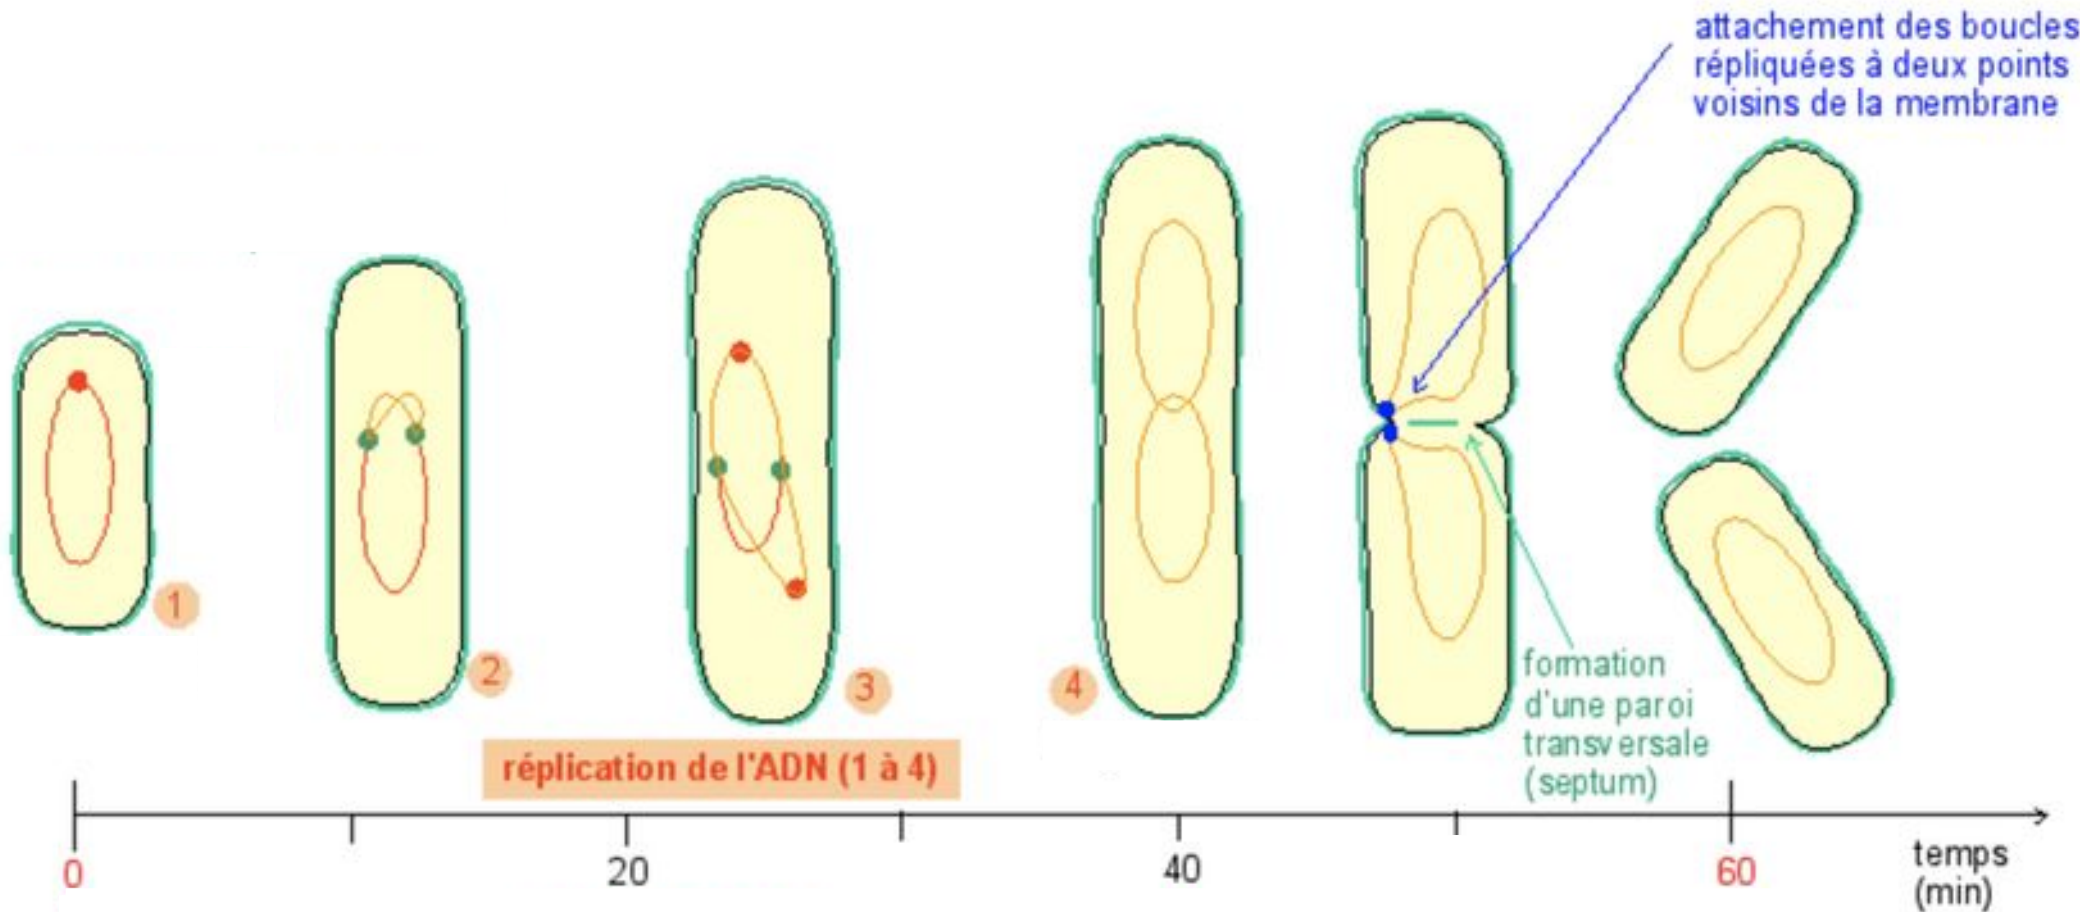 attachement des boucles
répliquées à deux points
voisins de la membrane
1
2
3
4
formation
d'une paroi
transversale
(septum)
réplication de l'ADN (1 à 4)
0
20
40
60
temps
(min)